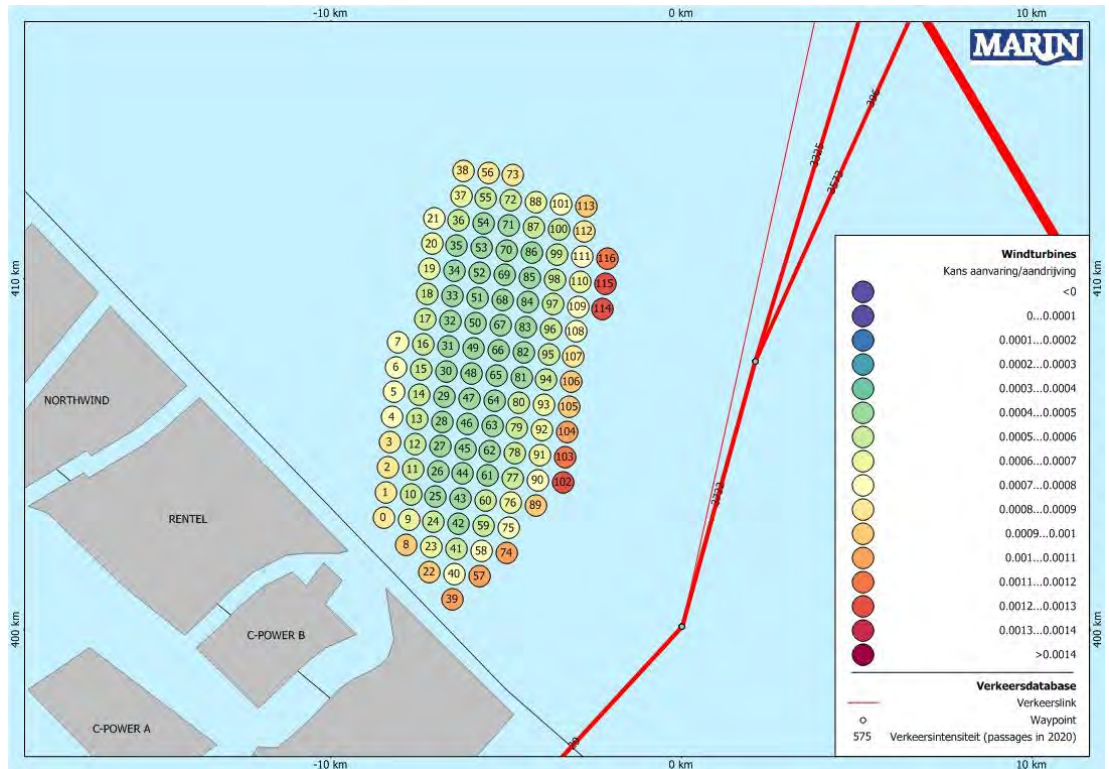 -10 km
0 km
10 km
MARIN
396
3325
3573
38 56 73
37 55 72 88 101 113
21 36 54 71 87 100 112
20 35 53 70 86 99 111 116
19 34 52 69 85 98 110 115
18 33 51 68 84 97 109 114
17 32 50 67 83 96 108
7 16 31 49 66 82 95 107
6 15 30 48 65 81 94 106
5 14 29 47 64 80 93 105
4 13 28 46 63 79 92 104
3 12 27 45 62 78 91 103
2 11 26 44 61 77 90 102
1 10 25 43 60 76 89
0 9 24 42 59 75
8 23 41 58 74
22 40 57
39
410 km
410 km
400 km
400 km
NORTHWIND
RENTEL
C-POWER B
C-POWER A
Windturbines
Kans aanvaring/aandrijving
<0
0...0.0001
0.0001...0.0002
0.0002...0.0003
0.0003...0.0004
0.0004...0.0005
0.0005...0.0006
0.0006...0.0007
0.0007...0.0008
0.0008...0.0009
0.0009...0.001
0.001...0.0011
0.0011...0.0012
0.0012...0.0013
0.0013...0.0014
>0.0014
Verkeersdatabase
Verkeerslink
Waypoint
575 Verkeersintensiteit (passages in 2020)
-10 km
0 km
10 km